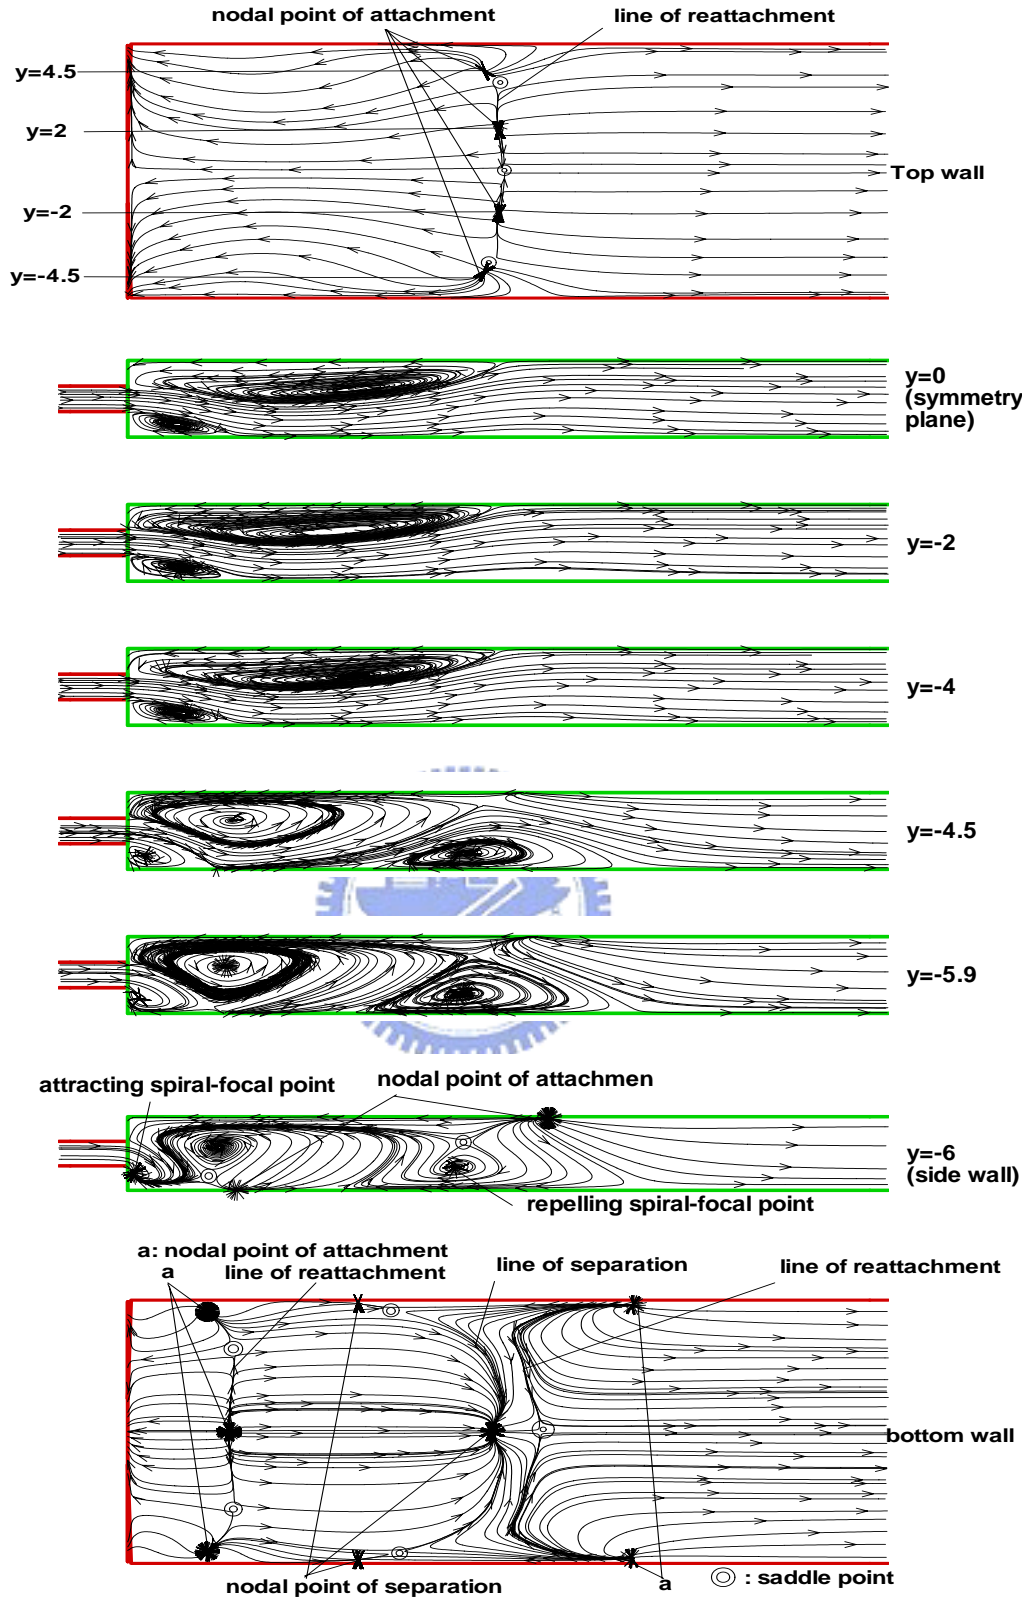 nodal point of attachment
line of reattachment
y=4.5
y=2
Top wall
y=-2
y=-4.5
y=0
(symmetry
plane)
y=-2
y=-4
y=-4.5
y=-5.9
attracting spiral-focal point
nodal point of attachmen
y=-6
(side wall)
repelling spiral-focal point
a: nodal point of attachment
a
line of reattachment
line of separation
line of reattachment
bottom wall
nodal point of separation
a
: saddle point